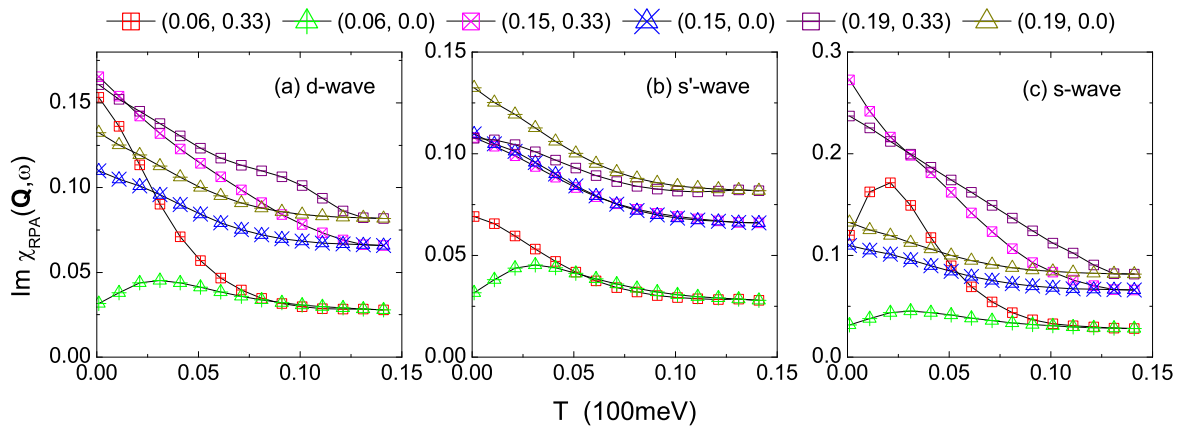 (0.06, 0.33) (0.06, 0.0) (0.15, 0.33) (0.15, 0.0) (0.19, 0.33) (0.19, 0.0)
Im χRPA(Q,ω)
(a) d-wave
0.15
0.10
0.05
0.00
0.00 0.05 0.10 0.15
(b) s'-wave
0.15
0.10
0.05
0.00
0.00 0.05 0.10 0.15
(c) s-wave
0.3
0.2
0.1
0.0
0.00 0.05 0.10 0.15
T (100meV)